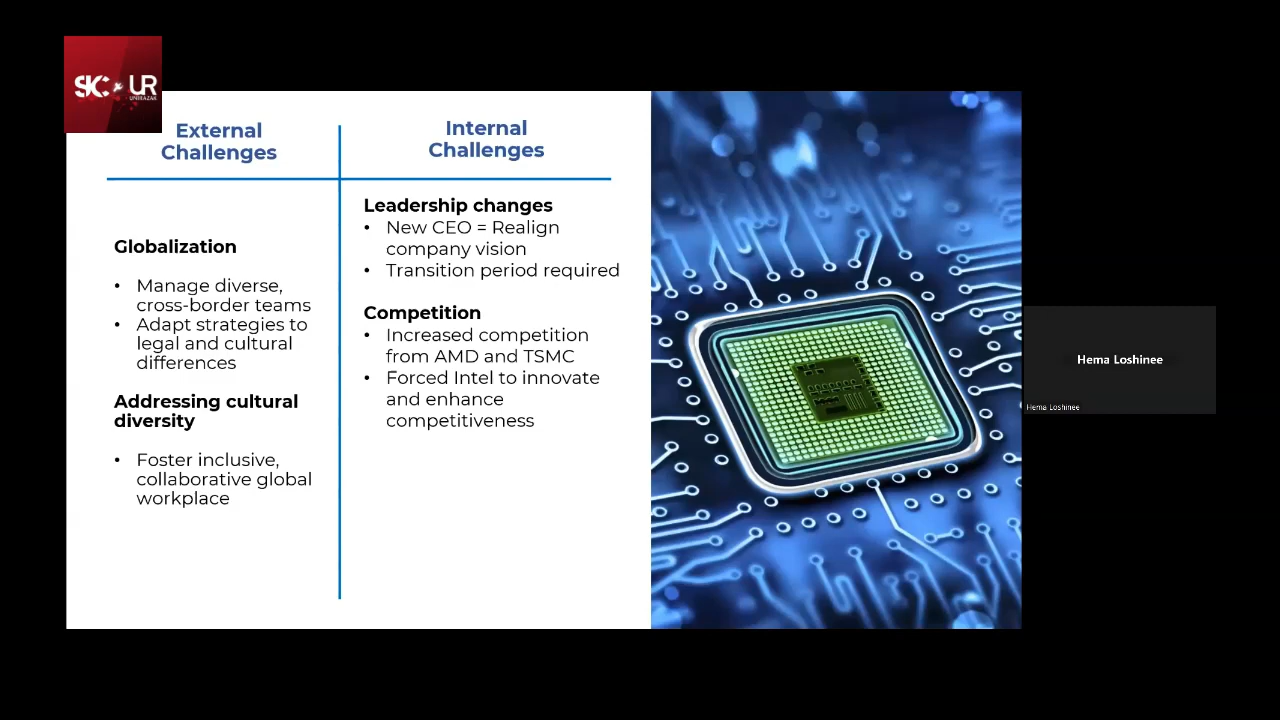 SKC UR
UNIRAZAK
External
Challenges
Internal
Challenges
Globalization
• Manage diverse,
cross-border teams
• Adapt strategies to
legal and cultural
differences
Addressing cultural
diversity
• Foster inclusive,
collaborative global
workplace
Leadership changes
• New CEO = Realign
company vision
• Transition period required
Competition
• Increased competition
from AMD and TSMC
• Forced Intel to innovate
and enhance
competitiveness
Hema Loshinee
Hema Loshinee